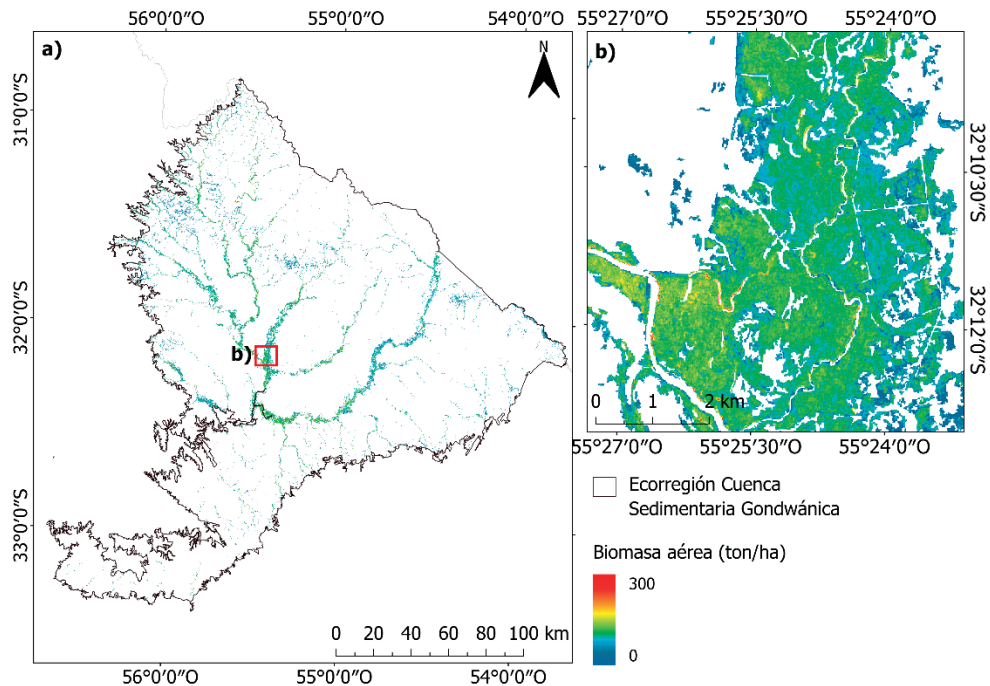 56°0′0″O 55°0′0″O 54°0′0″O
55°27′0″O 55°25′30″O 55°24′0″O
a)
N
b)
31°0′0″S
32°0′0″S
33°0′0″S
b)
32°10′30″S
32°12′0″S
0 1 2 km
55°27′0″O 55°25′30″O 55°24′0″O
Ecorregión Cuenca
Sedimentaria Gondwánica
Biomasa aérea (ton/ha)
300
0
0 20 40 60 80 100 km
56°0′0″O 55°0′0″O 54°0′0″O